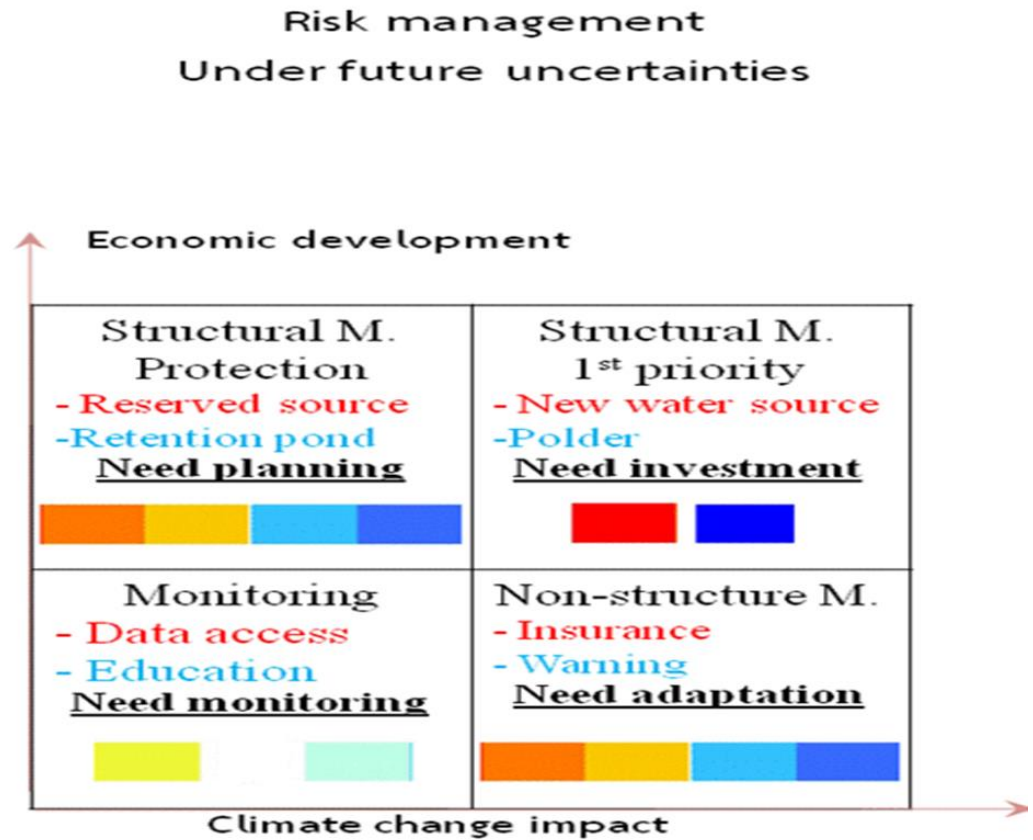 Risk management
Under future uncertainties
Economic development
Structural M.
Protection
- Reserved source
-Retention pond
Need planning
Structural M.
1st priority
- New water source
-Polder
Need investment
Monitoring
- Data access
- Education
Need monitoring
Non-structure M.
- Insurance
- Warning
Need adaptation
Climate change impact